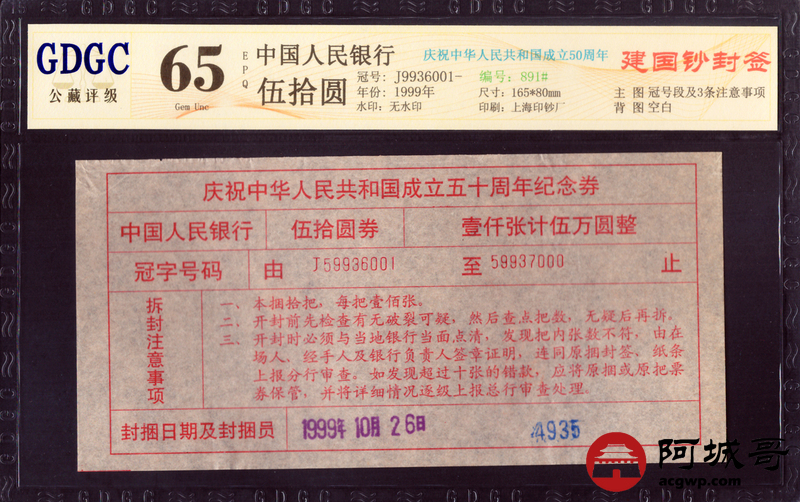 GDGC
公藏评级
65
EPQ
Gem Unc
中国人民银行
伍拾圆
庆祝中华人民共和国成立50周年
建国钞封签
冠号: J9936001- 编号: 891#
年份: 1999年 尺寸: 165*80mm 主 图 冠号段及3条注意事项
水印: 无水印 印刷: 上海印钞厂 背 图 空白
庆祝中华人民共和国成立五十周年纪念券
中国人民银行 伍拾圆券 壹仟张计伍万圆整
冠字号码 由 J59936001 至 59937000 止
拆封注意事项
一、本捆拾把，每把壹佰张。
二、开封前先检查有无破裂可疑，然后查点把数，无疑后再拆。
三、开封时必须与当地银行当面点清，发现把内张数不符，由在
场人、经手人及银行负责人签章证明，连同原捆封签、纸条
上报分行审查。如发现超过十张的错款，应将原捆或原把票
券保管，并将详细情况逐级上报总行审查处理。
封捆日期及封捆员 1999年 10月 26日 4935
阿城哥
acgwp.com